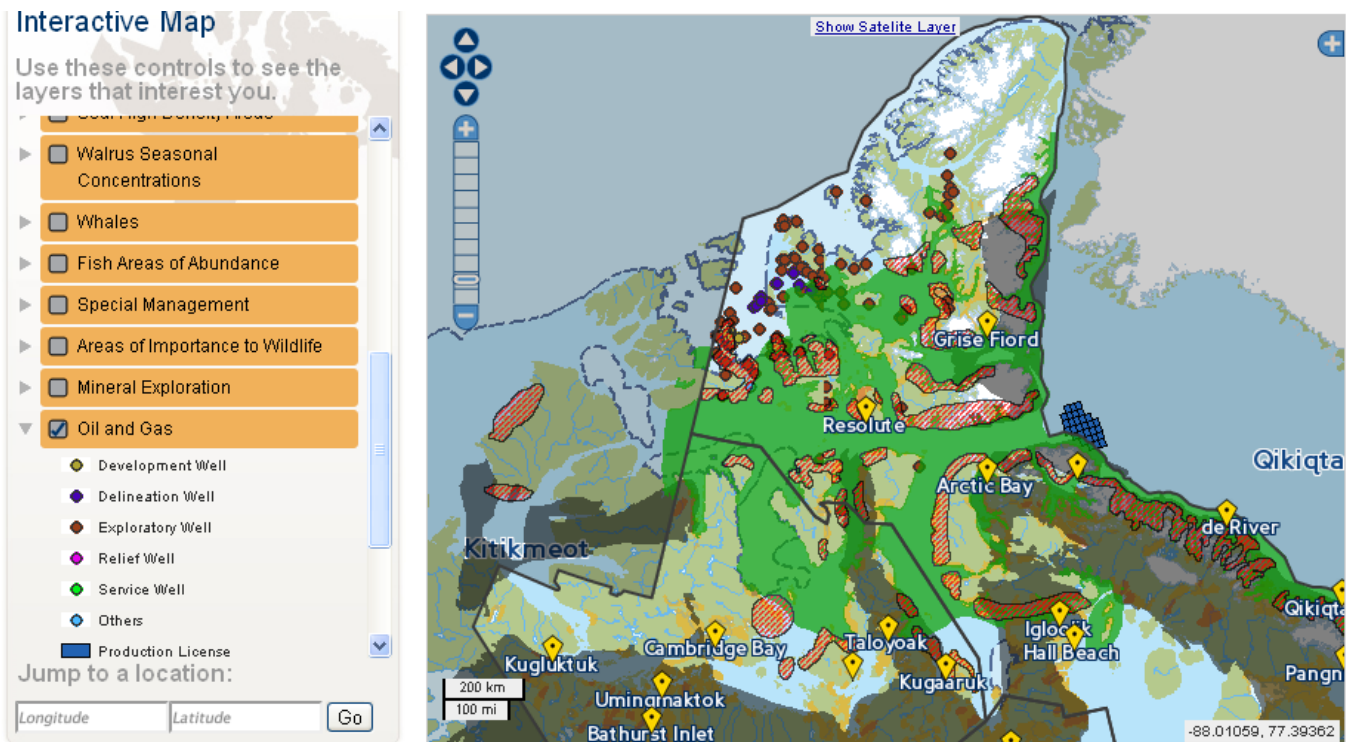 Interactive Map
Use these controls to see the
layers that interest you.
Walrus Seasonal
Concentrations
Whales
Fish Areas of Abundance
Special Management
Areas of Importance to Wildlife
Mineral Exploration
Oil and Gas
Development Well
Delineation Well
Exploratory Well
Relief Well
Service Well
Others
Production License
Jump to a location:
Longitude
Latitude
Go
Show Satelite Layer
Grise Fiord
Resolute
Qikiqta
Arctic Bay
de River
Kitikmeot
Qikiqta
Igloolik
Taloyoak
Cambridge Bay
Hall Beach
Kugluktuk
Kugaaruk
Pangn
200 km
100 mi
Umingmaktok
Bathurst Inlet
-88.01059, 77.39362